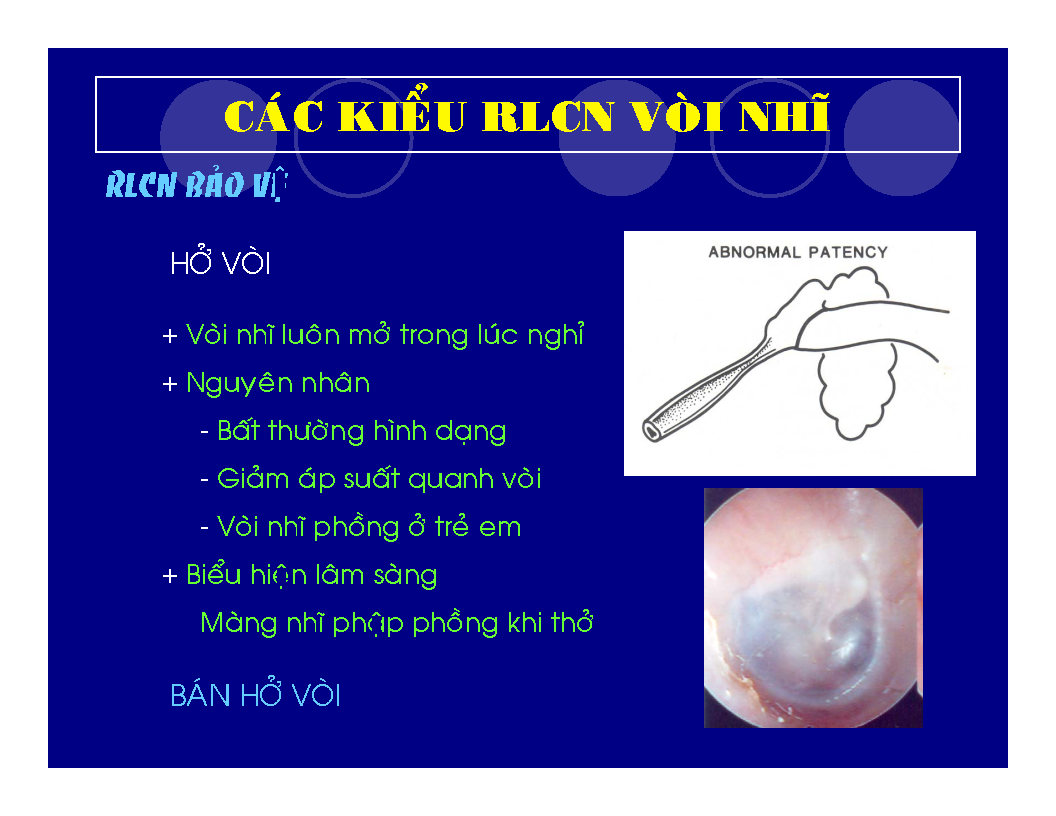 CÁC KIỂU RLCN VÒI NHĨ
RLCN BẢO VỆ
HỞ VÒI
+ Vòi nhĩ luôn mở trong lúc nghỉ
+ Nguyên nhân
- Bất thường hình dạng
- Giảm áp suất quanh vòi
- Vòi nhĩ phồng ở trẻ em
+ Biểu hiện lâm sàng
Màng nhĩ phập phồng khi thở
BÁN HỞ VÒI
ABNORMAL PATENCY